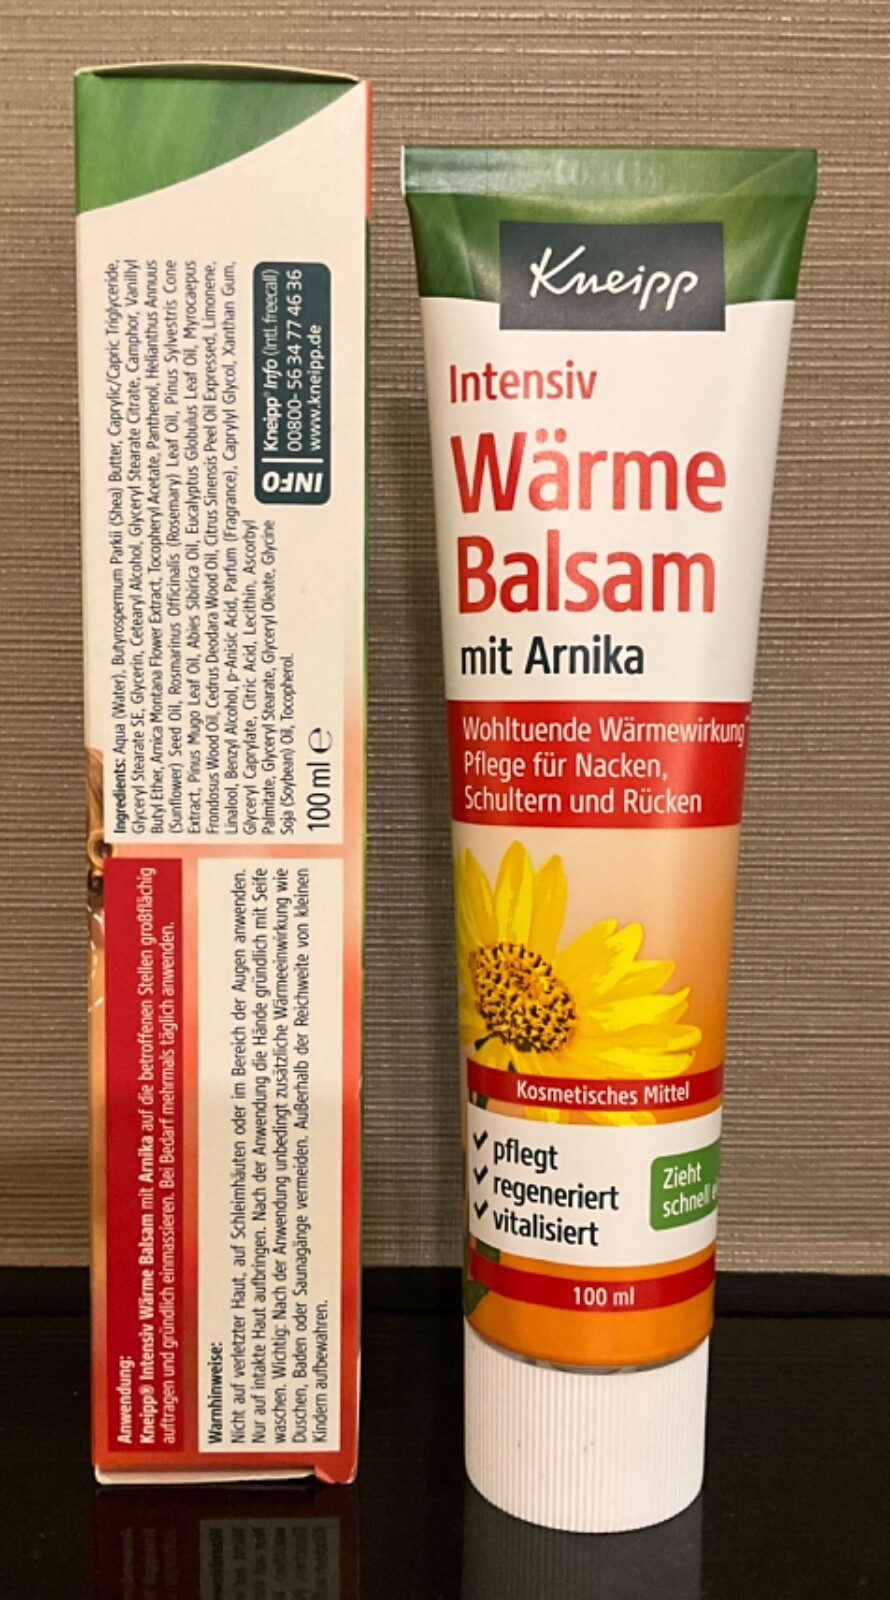 Ingredients: Aqua (Water), Butyrospermum Parkii (Shea) Butter, Caprylic/Capric Triglyceride,
Glyceryl Stearate SE, Glycerin, Cetearyl Alcohol, Glyceryl Stearate Citrate, Camphor, Vanillyl
Butyl Ether, Arnica Montana Flower Extract, Tocopheryl Acetate, Panthenol, Helianthus Annuus
(Sunflower) Seed Oil, Rosmarinus Officinalis (Rosemary) Leaf Oil, Pinus Sylvestris Cone
Extract, Pinus Mugo Leaf Oil, Abies Sibirica Oil, Eucalyptus Globulus Leaf Oil, Myrocaepus
Frondosus Wood Oil, Cedrus Deodara Wood Oil, Citrus Sinensis Peel Oil Expressed, Limonene,
Linalool, Benzyl Alcohol, p-Anisic Acid, Parfum (Fragrance), Caprylyl Glycol, Xanthan Gum,
Glyceryl Caprylate, Citric Acid, Lecithin, Ascorbyl
Palmitate, Glyceryl Stearate, Glyceryl Oleate, Glycine
Soja (Soybean) Oil, Tocopherol.
100 ml ℮
INFO
Kneipp® Info (intl. freecall)
00800- 56 34 77 46 36
www.kneipp.de
Anwendung:
Kneipp® Intensiv Wärme Balsam mit Arnika auf die betroffenen Stellen großflächig
auftragen und gründlich einmassieren. Bei Bedarf mehrmals täglich anwenden.
Warnhinweise:
Nicht auf verletzter Haut, auf Schleimhäuten oder im Bereich der Augen anwenden.
Nur auf intakte Haut aufbringen. Nach der Anwendung die Hände gründlich mit Seife
waschen. Wichtig: Nach der Anwendung unbedingt zusätzliche Wärmeeinwirkung wie
Duschen, Baden oder Saunagänge vermeiden. Außerhalb der Reichweite von kleinen
Kindern aufbewahren.
Kneipp
Intensiv
Wärme
Balsam
mit Arnika
Wohltuende Wärmewirkung
Pflege für Nacken,
Schultern und Rücken
Kosmetisches Mittel
✓ pflegt
✓ regeneriert
✓ vitalisiert
Zieht
schnell
100 ml